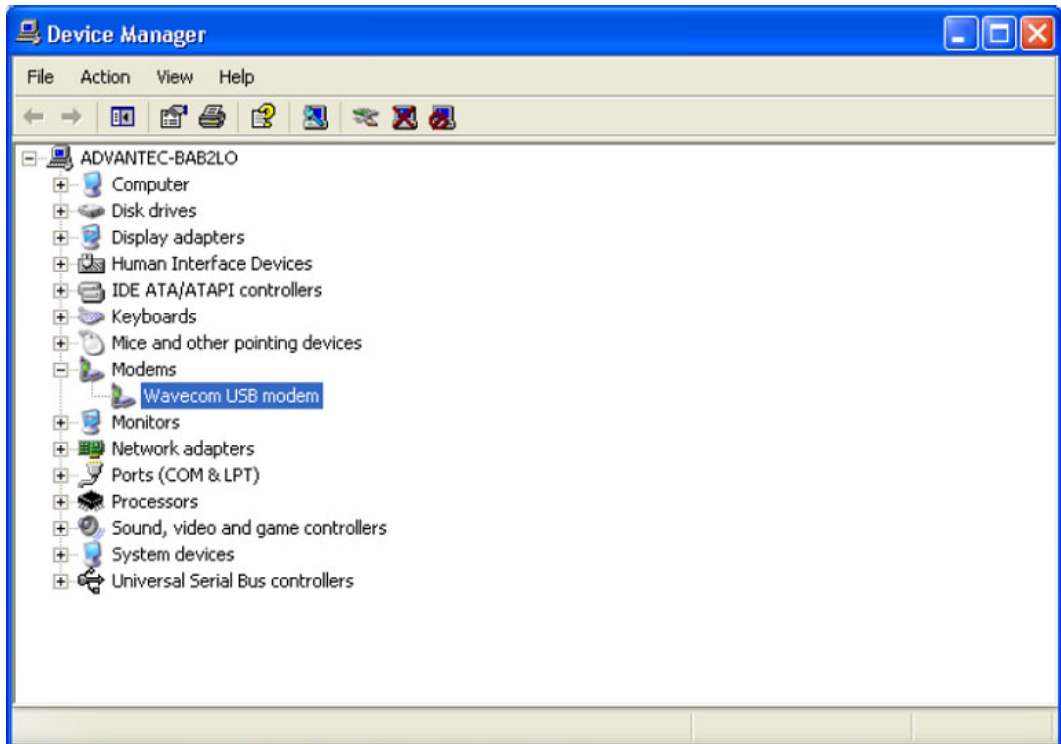 Device Manager
File Action View Help
ADVANTEC-BAB2LO
Computer
Disk drives
Display adapters
Human Interface Devices
IDE ATA/ATAPI controllers
Keyboards
Mice and other pointing devices
Modems
Wavecom USB modem
Monitors
Network adapters
Ports (COM & LPT)
Processors
Sound, video and game controllers
System devices
Universal Serial Bus controllers